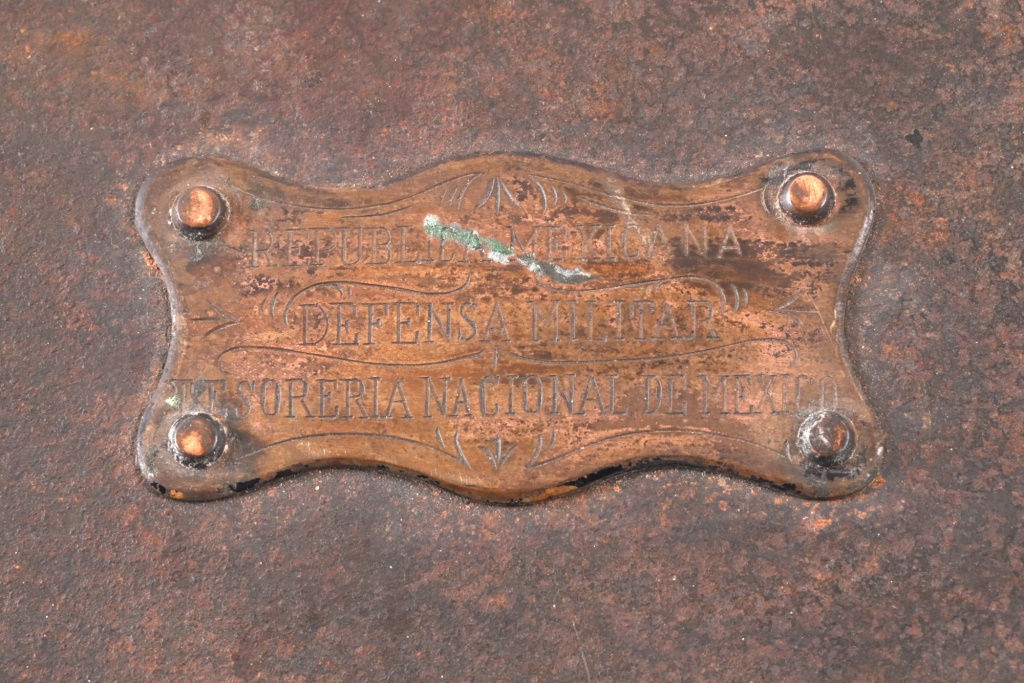 REPUBLICA MEXICANA
DEFENSA MILITAR
TESORERIA NACIONAL DE MEXICO